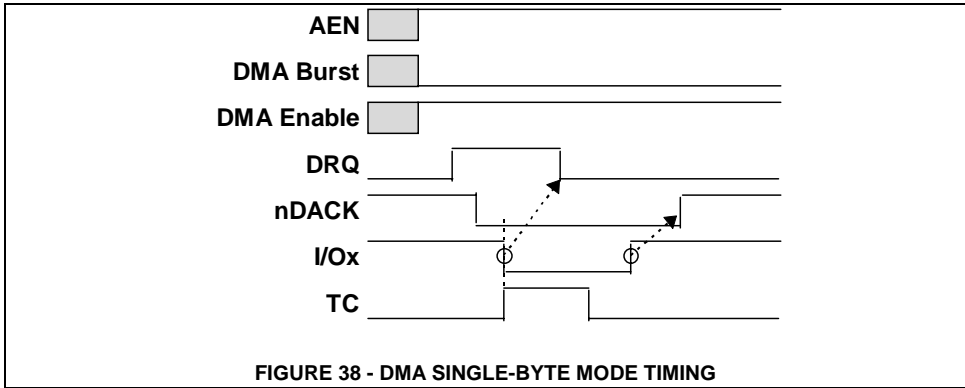 AEN
DMA Burst
DMA Enable
DRQ
nDACK
I/Ox
TC
FIGURE 38 - DMA SINGLE-BYTE MODE TIMING